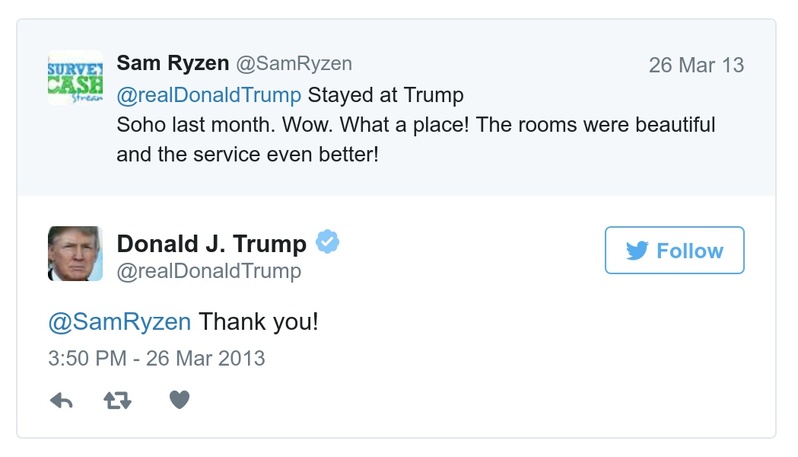 SURVEY
CASH
Stream
Sam Ryzen @SamRyzen 26 Mar 13
@realDonaldTrump Stayed at Trump
Soho last month. Wow. What a place! The rooms were beautiful
and the service even better!
Donald J. Trump
@realDonaldTrump
Follow
@SamRyzen Thank you!
3:50 PM - 26 Mar 2013